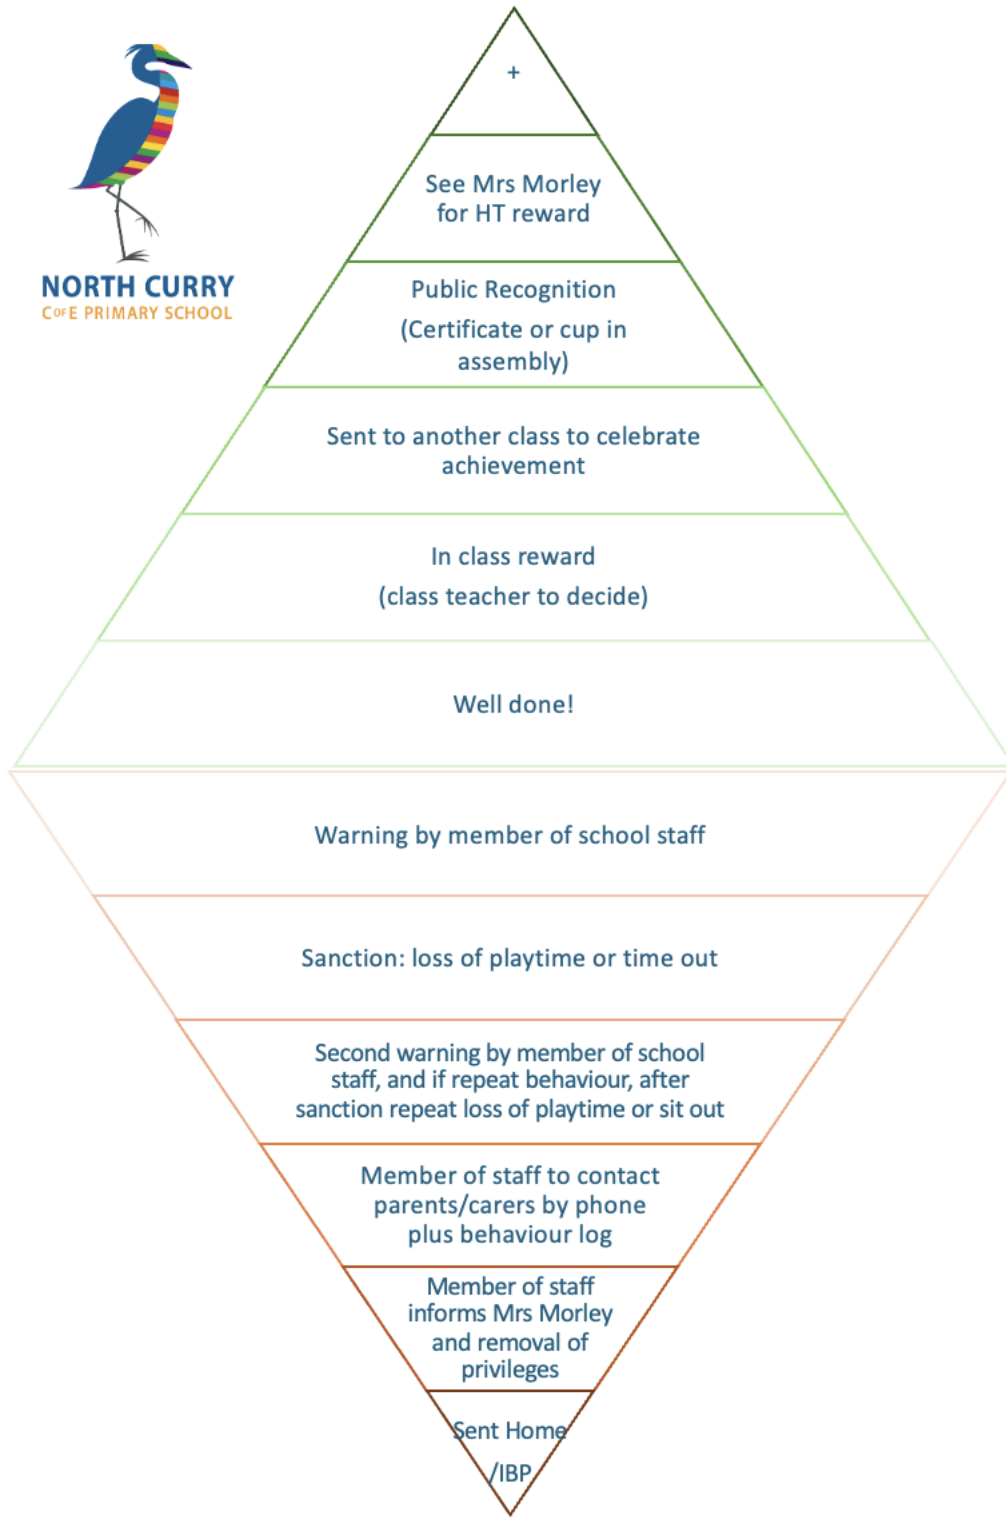 +
See Mrs Morley
for HT reward
NORTH CURRY
COFE PRIMARY SCHOOL
Public Recognition
(Certificate or cup in
assembly)
Sent to another class to celebrate
achievement
In class reward
(class teacher to decide)
Well done!
Warning by member of school staff
Sanction: loss of playtime or time out
Second warning by member of school
staff, and if repeat behaviour, after
sanction repeat loss of playtime or sit out
Member of staff to contact
parents/carers by phone
plus behaviour log
Member of staff
informs Mrs Morley
and removal of
privileges
Sent Home
/IBP